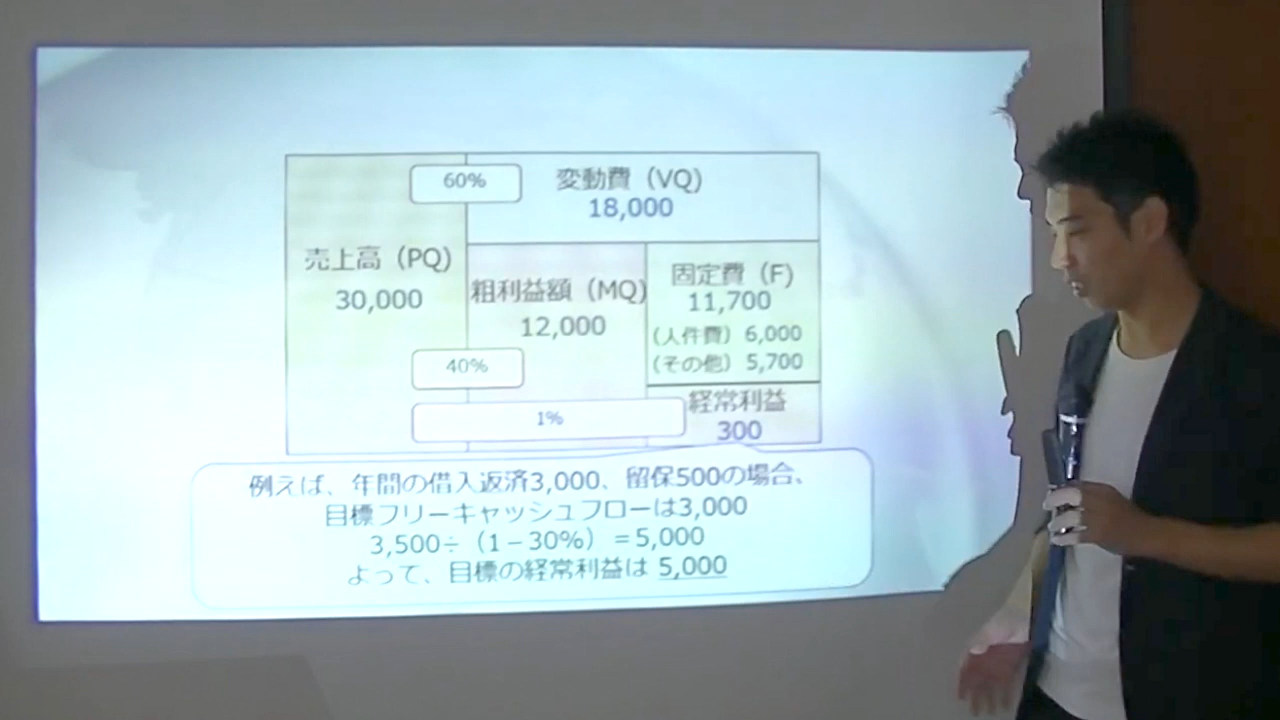 60%
変動費（VQ）
18,000
売上高（PQ）
30,000
粗利益額（MQ）
12,000
固定費（F）
11,700
（人件費）6,000
（その他）5,700
40%
1%
経常利益
300
例えば、年間の借入返済3,000、留保500の場合、
目標フリーキャッシュフローは3,000
3,500÷（1－30%）＝5,000
よって、目標の経常利益は 5,000